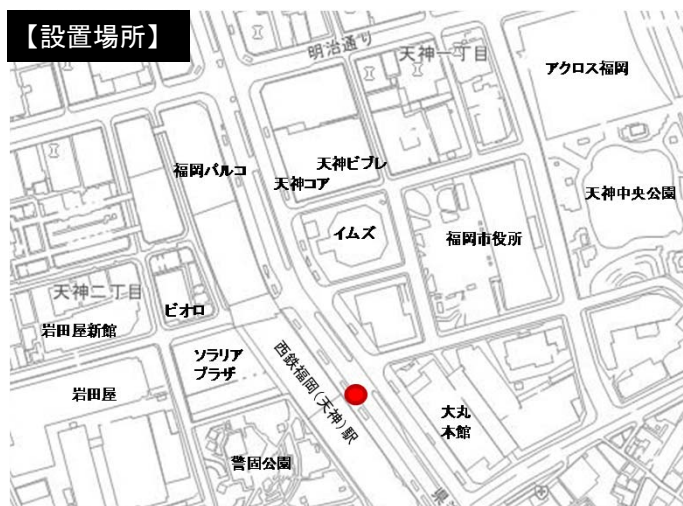 【設置場所】
明治通り
天神一丁目
アクロス福岡
福岡パルコ
天神ビブレ
天神コア
天神中央公園
イムズ
福岡市役所
天神二丁目
ビオロ
岩田屋新館
ソラリア
プラザ
西鉄福岡(天神)駅
岩田屋
大丸
本館
警固公園
県